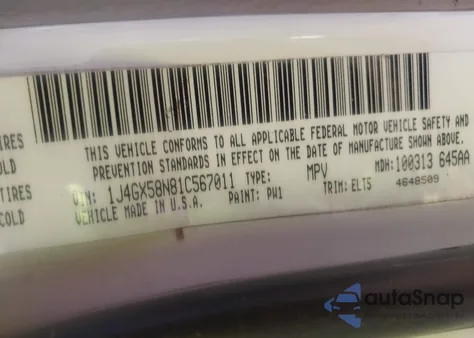 THIS VEHICLE CONFORMS TO ALL APPLICABLE FEDERAL MOTOR VEHICLE SAFETY AND
PREVENTION STANDARDS IN EFFECT ON THE DATE OF MANUFACTURE SHOWN ABOVE.
VIN: 1J4GX58N81C567011 TYPE: MPV MDH:100313 645AA
VEHICLE MADE IN U.S.A. PAINT: PW1 TRIM: ELTS 4648509
IRES
OLD
TIRES
COLD
autoSnap